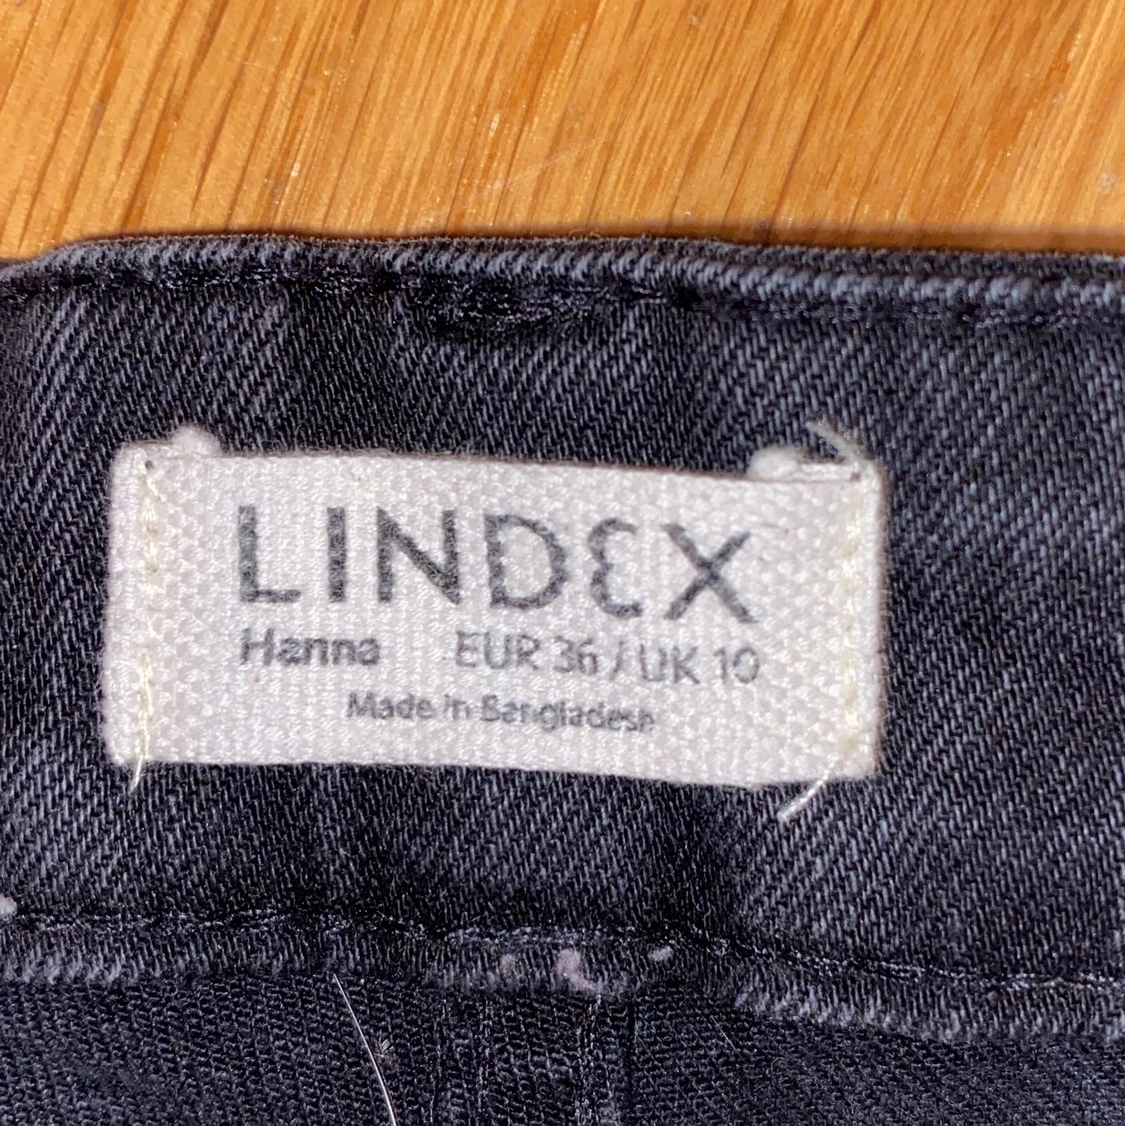 LINDEX
Hanna EUR 36 / UK 10
Made in Bangladesh